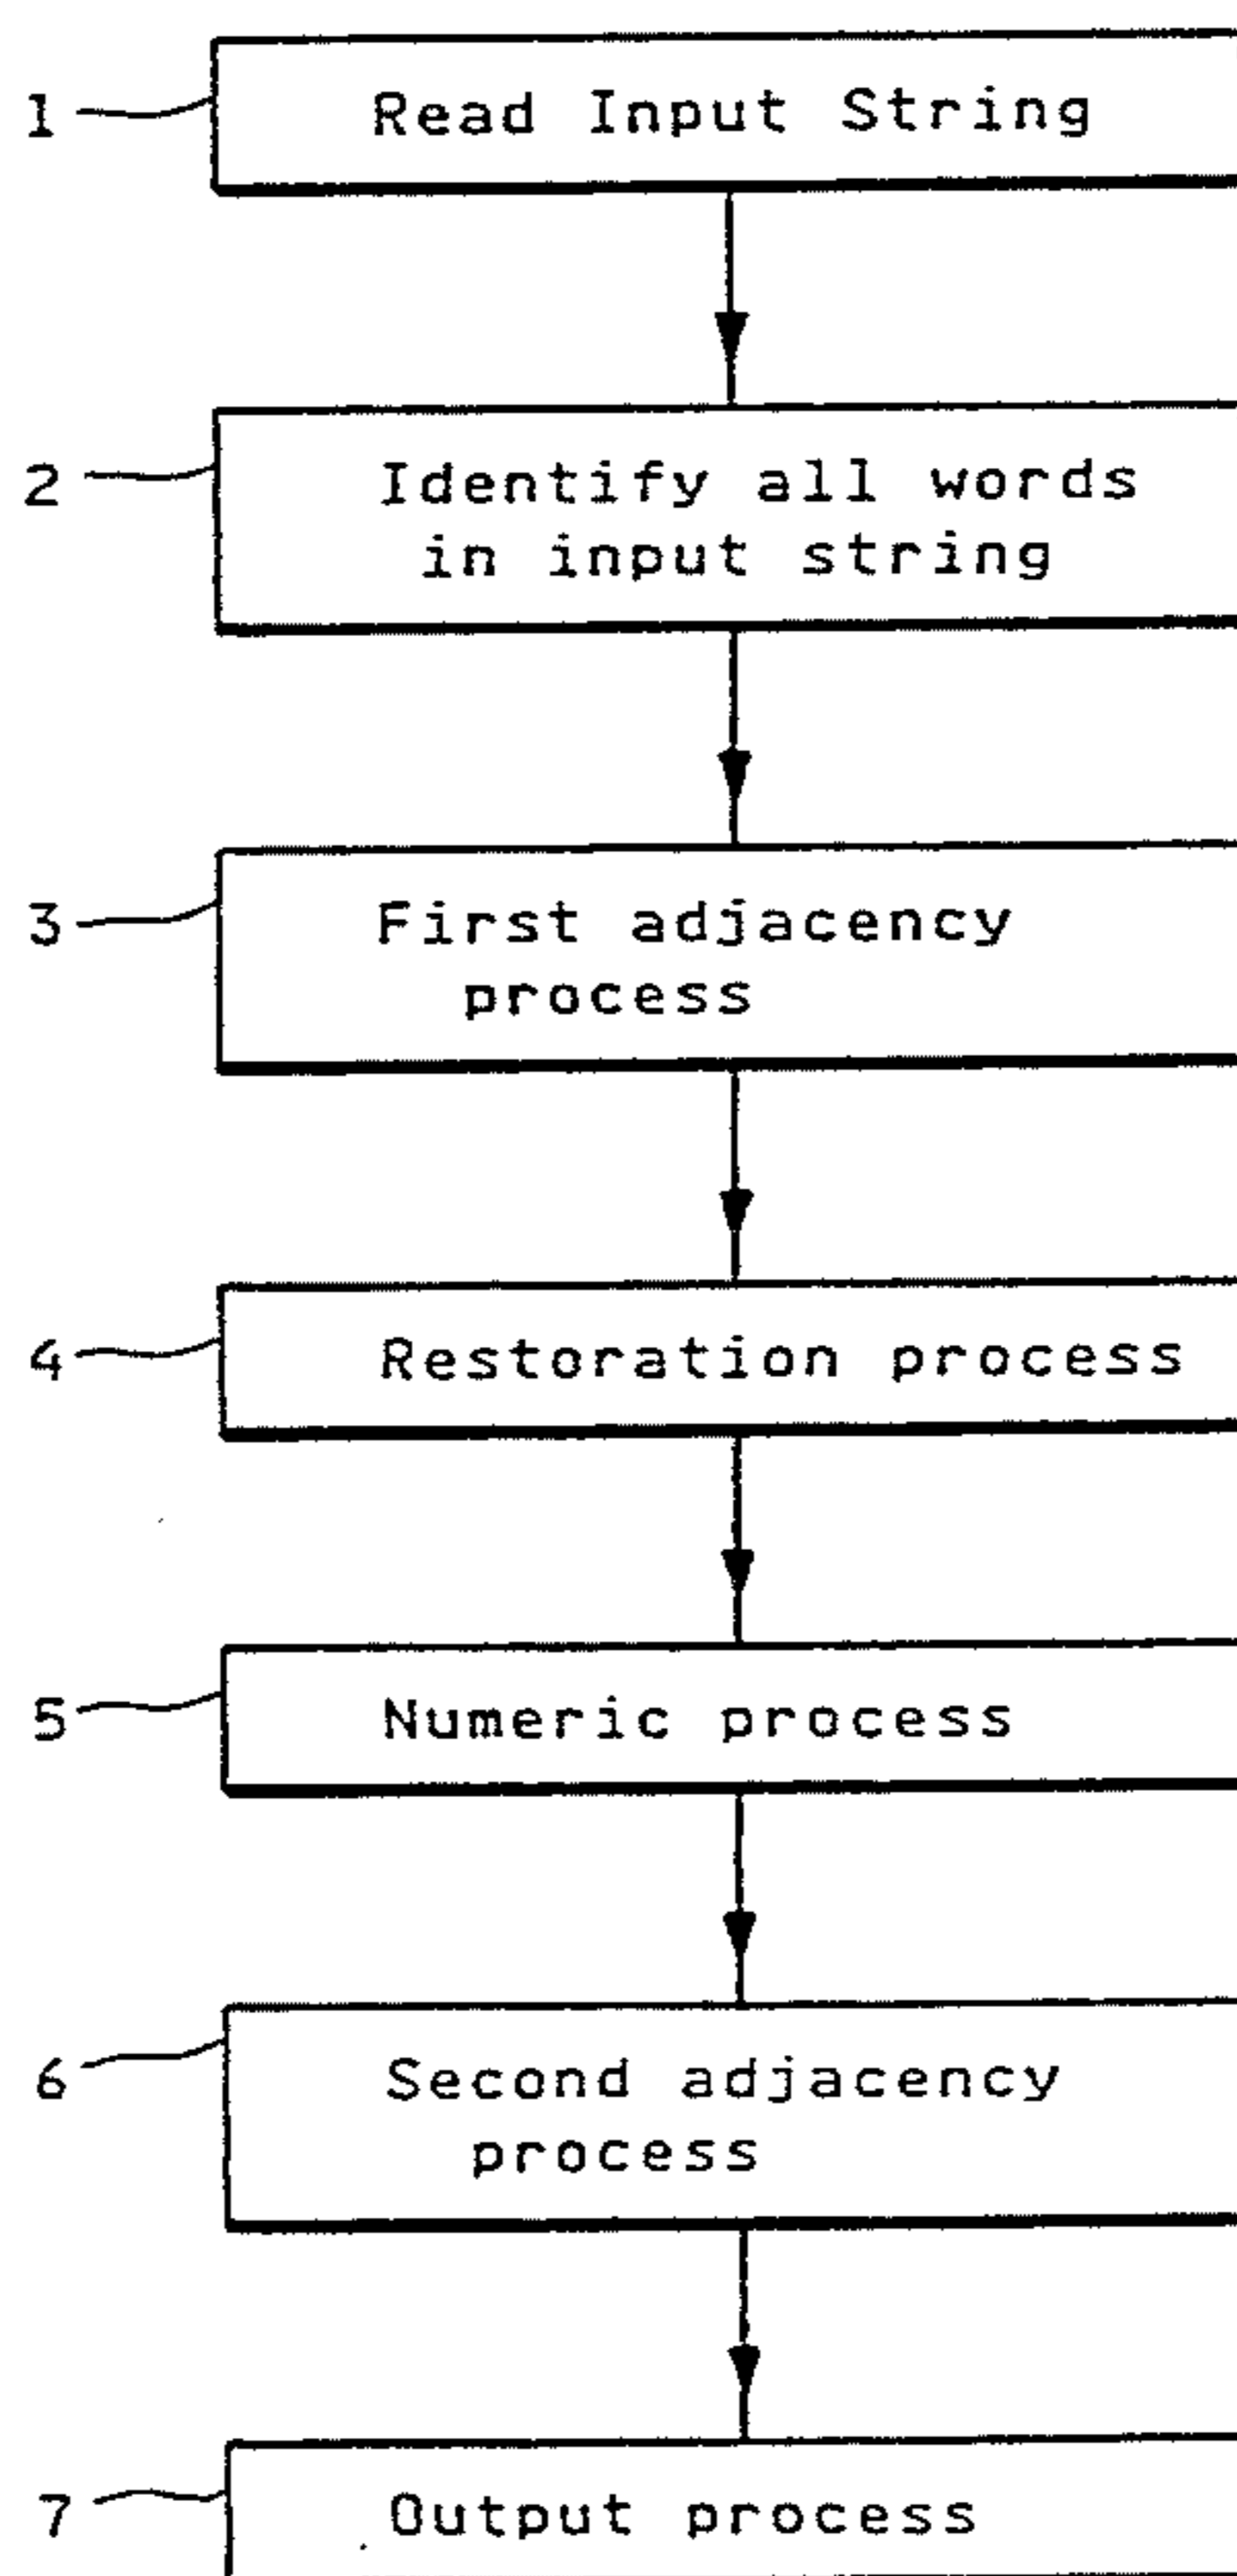 1 Read Input String
2 Identify all words
in input string
3 First adjacency
process
4 Restoration process
5 Numeric process
6 Second adjacency
process
7 Output process